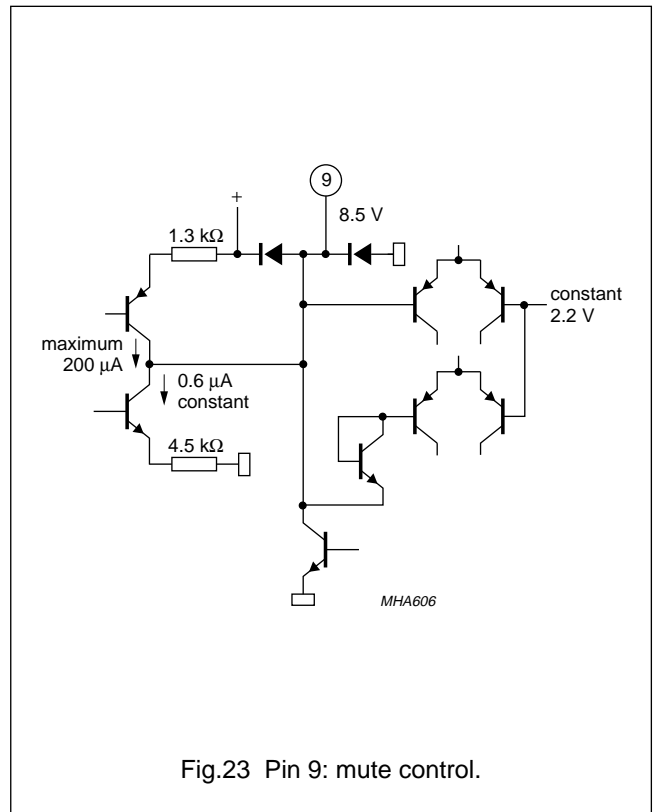 9
+
8.5 V
1.3 kΩ
constant
2.2 V
maximum
200 µA
0.6 µA
constant
4.5 kΩ
MHA606
Fig.23 Pin 9: mute control.